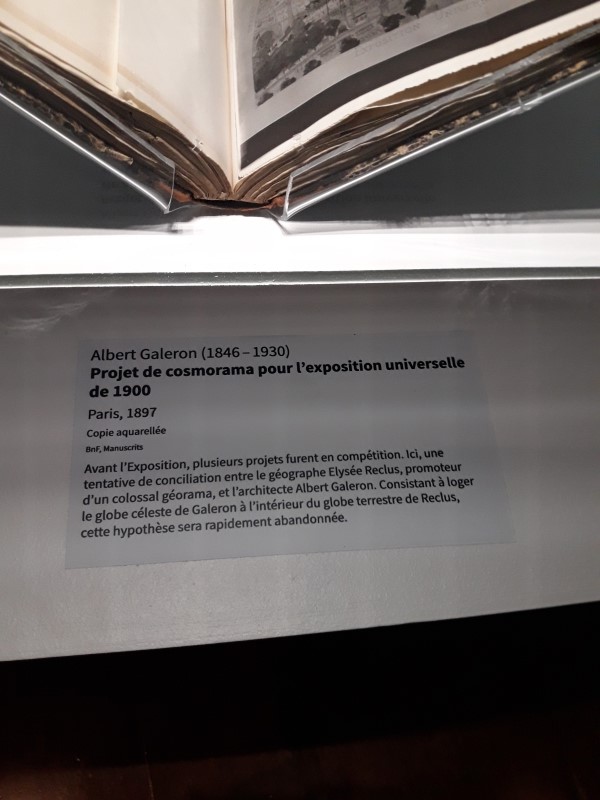 Albert Galeron (1846 – 1930)
Projet de cosmorama pour l'exposition universelle
de 1900
Paris, 1897
Copie aquarellée
BnF, Manuscrits
Avant l'Exposition, plusieurs projets furent en compétition. Ici, une
tentative de conciliation entre le géographe Elysée Reclus, promoteur
d'un colossal géorama, et l'architecte Albert Galeron. Consistant à loger
le globe céleste de Galeron à l'intérieur du globe terrestre de Reclus,
cette hypothèse sera rapidement abandonnée.